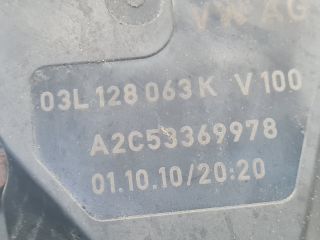 VW AG
03L 128 063 K V 100
A2C53369978
01.10.10/20:20